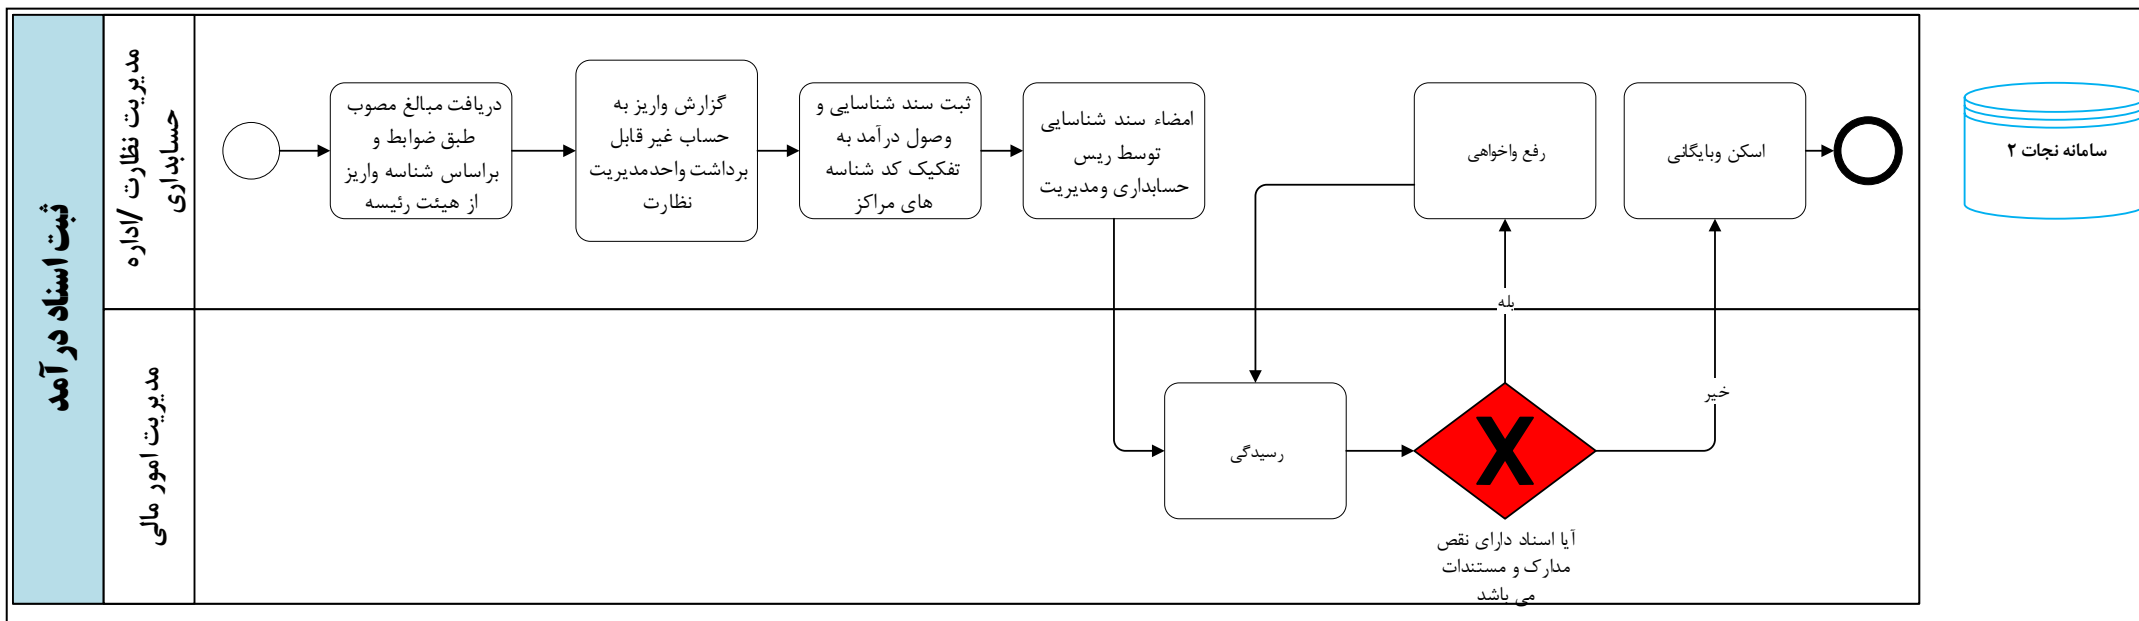 ثبت اسناد درآمد
مدیریت نظارت /اداره
حسابداری
دریافت مبالغ مصوب
طبق ضوابط و
براساس شناسه واریز
از هیئت رئیسه
گزارش واریز به
حساب غیر قابل
برداشت واحدمدیریت
نظارت
ثبت سند شناسایی و
وصول درآمد به
تفکیک کد شناسه
های مراکز
امضاء سند شناسایی
توسط ریس
حسابداری ومدیریت
رفع واخواهی
اسکن وبایگانی
سامانه نجات ۲
بله
مدیریت امور مالی
رسیدگی
X
خیر
آیا اسناد دارای نقص
مدارک و مستندات
می باشد